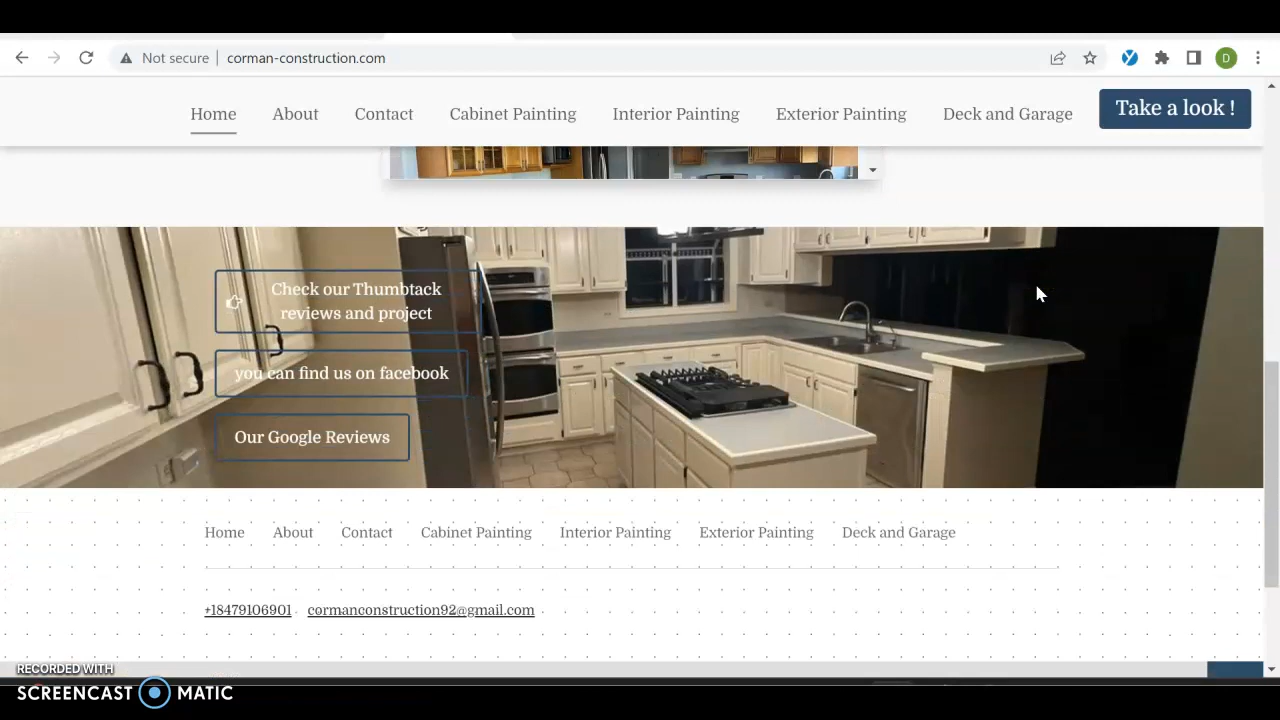 Not secure
corman-construction.com
D
Home About Contact Cabinet Painting Interior Painting Exterior Painting Deck and Garage Take a look !
Check our Thumbtack
reviews and project
you can find us on facebook
Our Google Reviews
Home About Contact Cabinet Painting Interior Painting Exterior Painting Deck and Garage
+18479106901 cormanconstruction92@gmail.com
RECORDED WITH
SCREENCAST MATIC